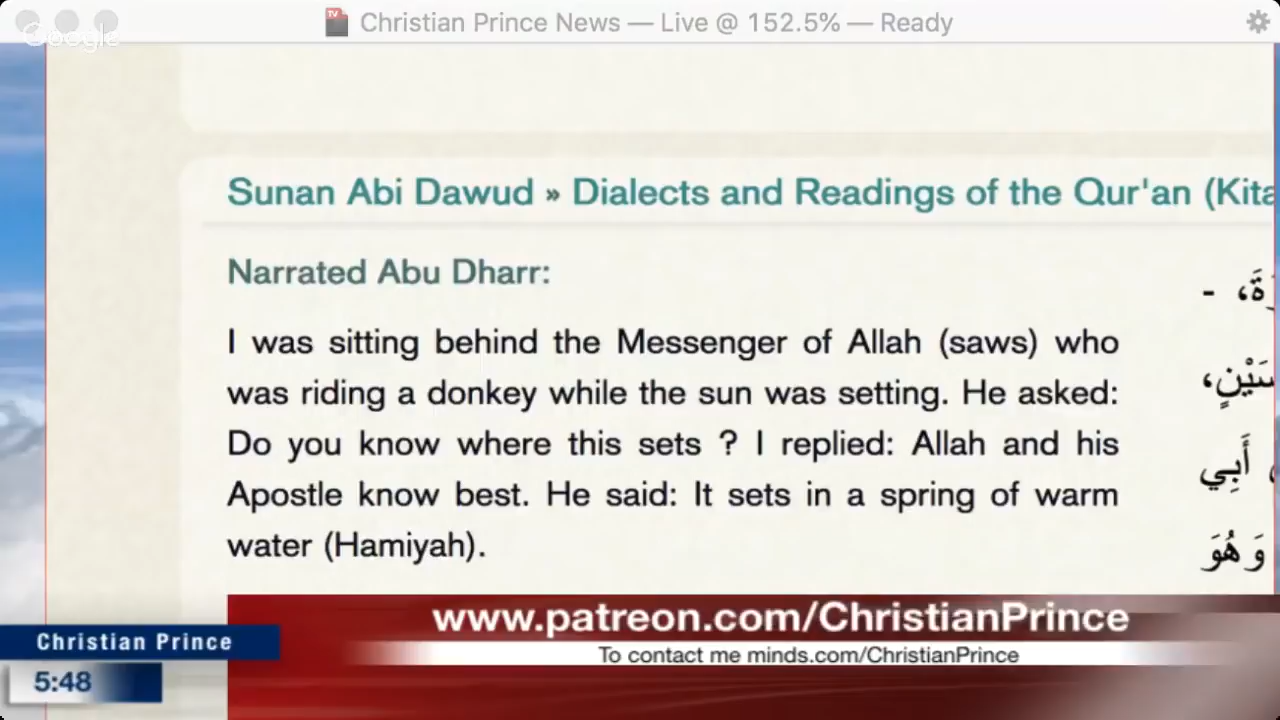 Christian Prince News — Live @ 152.5% — Ready
Google
Sunan Abi Dawud » Dialects and Readings of the Qur'an (Kita
Narrated Abu Dharr:
I was sitting behind the Messenger of Allah (saws) who
was riding a donkey while the sun was setting. He asked:
Do you know where this sets ? I replied: Allah and his
Apostle know best. He said: It sets in a spring of warm
water (Hamiyah).
أَبِي
وَهُوَ
www.patreon.com/ChristianPrince
To contact me minds.com/ChristianPrince
Christian Prince
5:48